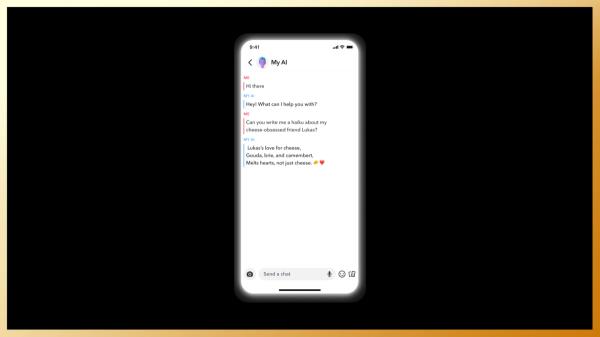 9:41
My AI
ME
Hi there
MY AI
Hey! What can I help you with?
ME
Can you write me a haiku about my
cheese-obsessed friend Lukas?
MY AI
Lukas's love for cheese,
Gouda, brie, and camembert,
Melts hearts, not just cheese. 🧀❤️
Send a chat